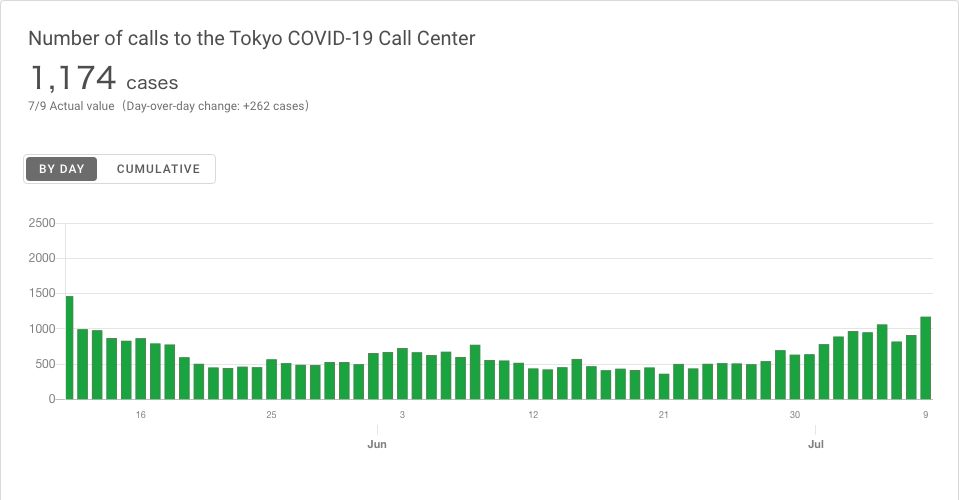 Number of calls to the Tokyo COVID-19 Call Center
1,174 cases
7/9 Actual value（Day-over-day change: +262 cases）
BY DAY CUMULATIVE
2500
2000
1500
1000
500
0
16 25 3 12 21 30 9
Jun Jul